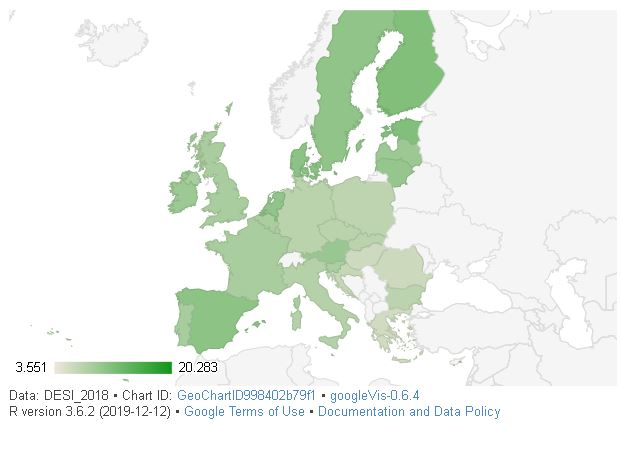 3.551 20.283
Data: DESI_2018 • Chart ID: GeoChartID998402b79f1 • googleVis-0.6.4
R version 3.6.2 (2019-12-12) • Google Terms of Use • Documentation and Data Policy